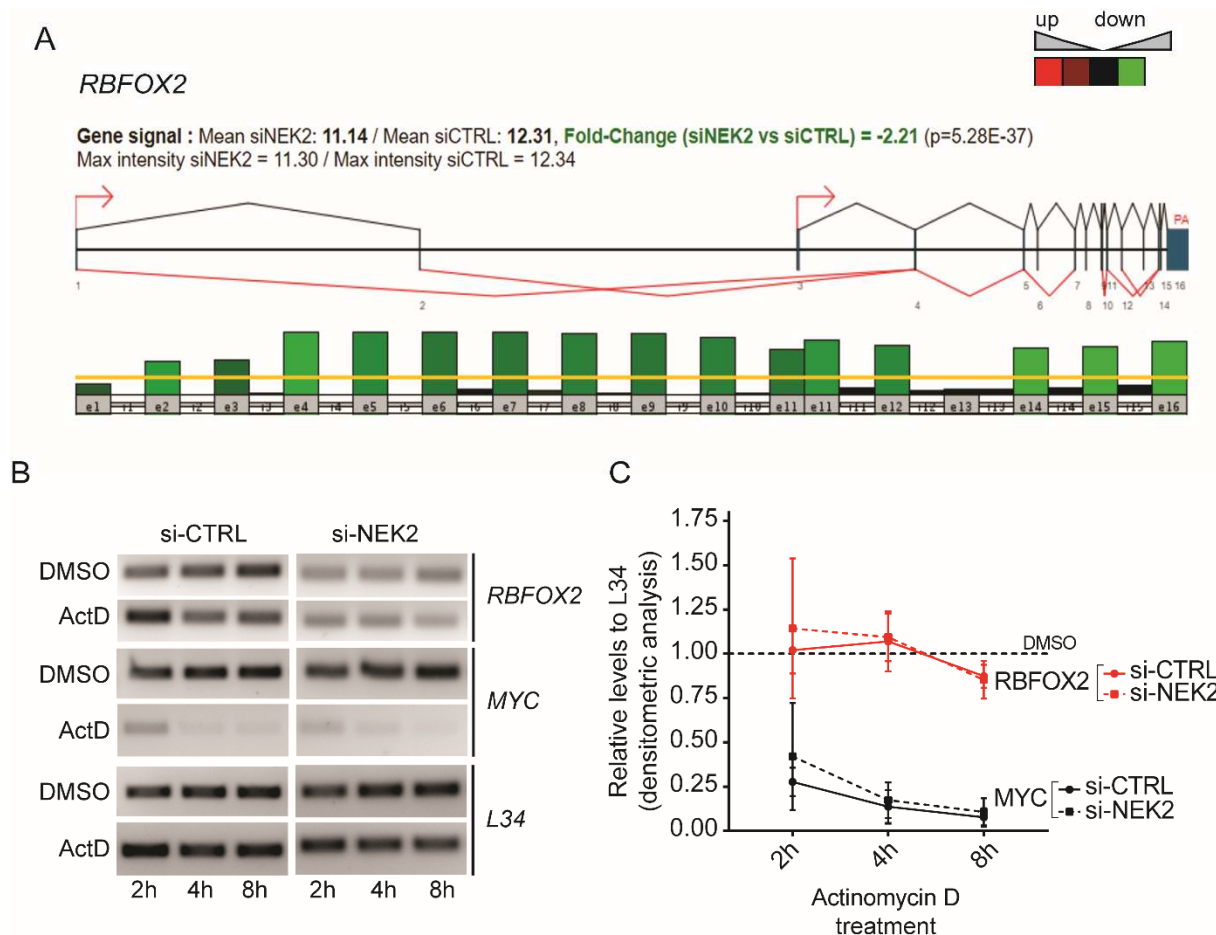 A
up down
RBFOX2
Gene signal : Mean siNEK2: 11.14 / Mean siCTRL: 12.31, Fold-Change (siNEK2 vs siCTRL) = -2.21 (p=5.28E-37)
Max intensity siNEK2 = 11.30 / Max intensity siCTRL = 12.34
PA
1 2 3 4 5 6 7 8 9 10 11 12 13 14 15 16
e1 i1 e2 i2 e3 i3 e4 i4 e5 i5 e6 i6 e7 i7 e8 i8 e9 i9 e10 i10 e11 e11 i11 e12 i12 e13 i13 e14 i14 e15 i15 e16
B
si-CTRL si-NEK2
DMSO
ActD
RBFOX2
DMSO
ActD
MYC
DMSO
ActD
L34
2h 4h 8h 2h 4h 8h
C
Relative levels to L34
(densitometric analysis)
1.75
1.50
1.25
1.00
0.75
0.50
0.25
0.00
DMSO
RBFOX2
si-CTRL
si-NEK2
MYC
si-CTRL
si-NEK2
2h 4h 8h
Actinomycin D
treatment